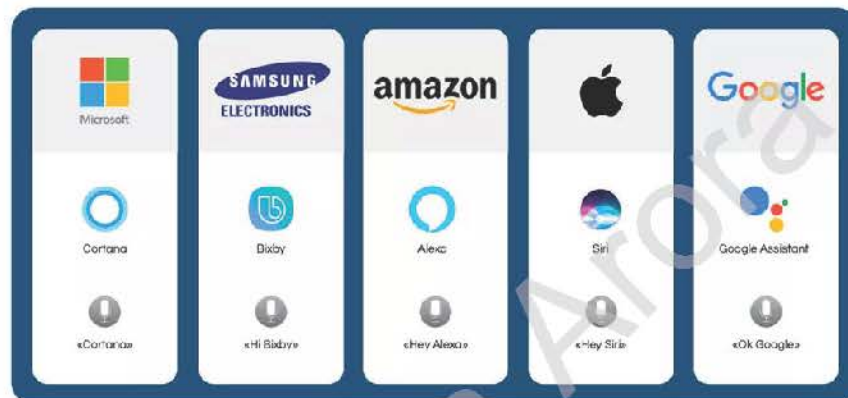 Microsoft
SAMSUNG
ELECTRONICS
amazon
Google
Cortana
Bixby
Alexa
Siri
Google Assistant
«Cortana»
«Hi Bixby»
«Hey Alexa»
«Hey Siri»
«Ok Google»
Arora